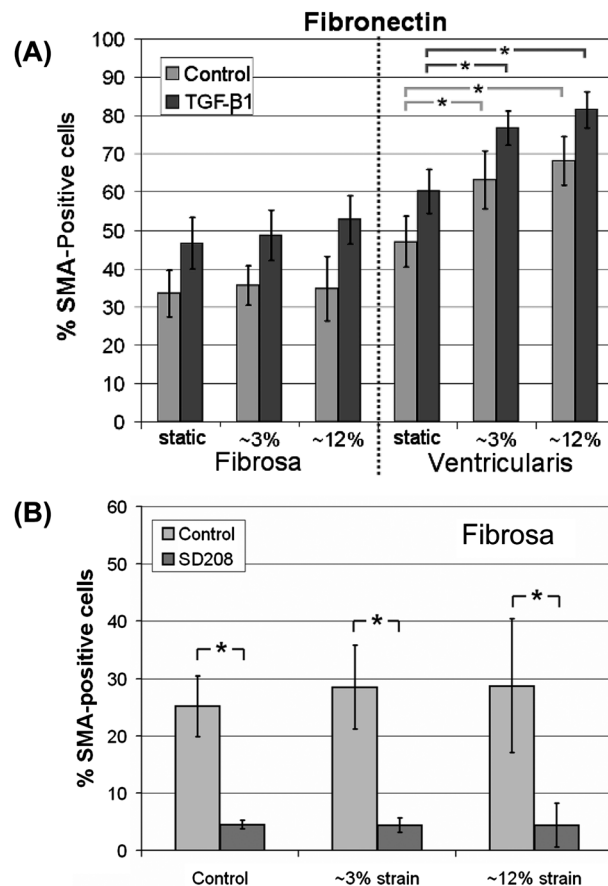 Fibronectin
(A)
Control
TGF-β1
% SMA-Positive cells
100
90
80
70
60
50
40
30
20
10
0
* * * *
static ~3% ~12% static ~3% ~12%
Fibrosa Ventricularis
(B)
Control
SD208
Fibrosa
% SMA-positive cells
60
50
40
30
20
10
0
* * *
Control ~3% strain ~12% strain